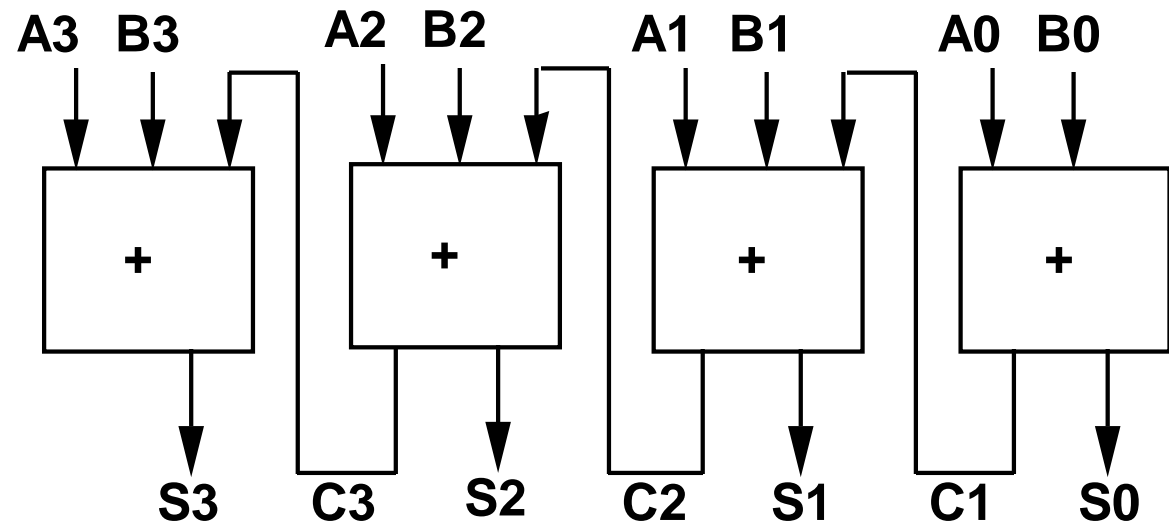 A3 B3 A2 B2 A1 B1 A0 B0
+ + + +
S3 C3 S2 C2 S1 C1 S0